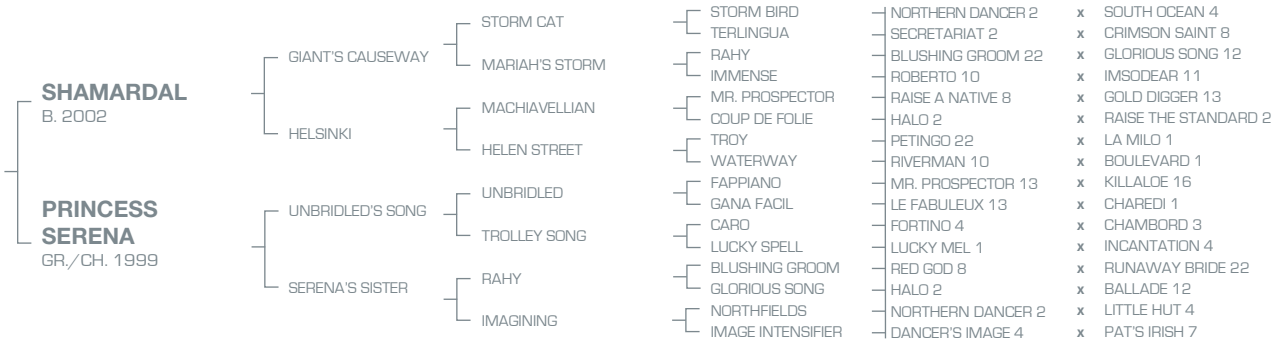 SHAMARDAL
B. 2002
PRINCESS
SERENA
GR./CH. 1999
GIANT'S CAUSEWAY
HELSINKI
UNBRIDLED'S SONG
SERENA'S SISTER
STORM CAT
MARIAH'S STORM
MACHIAVELLIAN
HELEN STREET
UNBRIDLED
TROLLEY SONG
RAHY
IMAGINING
STORM BIRD
TERLINGUA
RAHY
IMMENSE
MR. PROSPECTOR
COUP DE FOLIE
TROY
WATERWAY
FAPPIANO
GANA FACIL
CARO
LUCKY SPELL
BLUSHING GROOM
GLORIOUS SONG
NORTHFIELDS
IMAGE INTENSIFIER
NORTHERN DANCER 2 x SOUTH OCEAN 4
SECRETARIAT 2 x CRIMSON SAINT 8
BLUSHING GROOM 22 x GLORIOUS SONG 12
ROBERTO 10 x IMSODEAR 11
RAISE A NATIVE 8 x GOLD DIGGER 13
HALO 2 x RAISE THE STANDARD 2
PETINGO 22 x LA MILO 1
RIVERMAN 10 x BOULEVARD 1
MR. PROSPECTOR 13 x KILLALOE 16
LE FABULEUX 13 x CHAREDI 1
FORTINO 4 x CHAMBORD 3
LUCKY MEL 1 x INCANTATION 4
RED GOD 8 x RUNAWAY BRIDE 22
HALO 2 x BALLADE 12
NORTHERN DANCER 2 x LITTLE HUT 4
DANCER'S IMAGE 4 x PAT'S IRISH 7